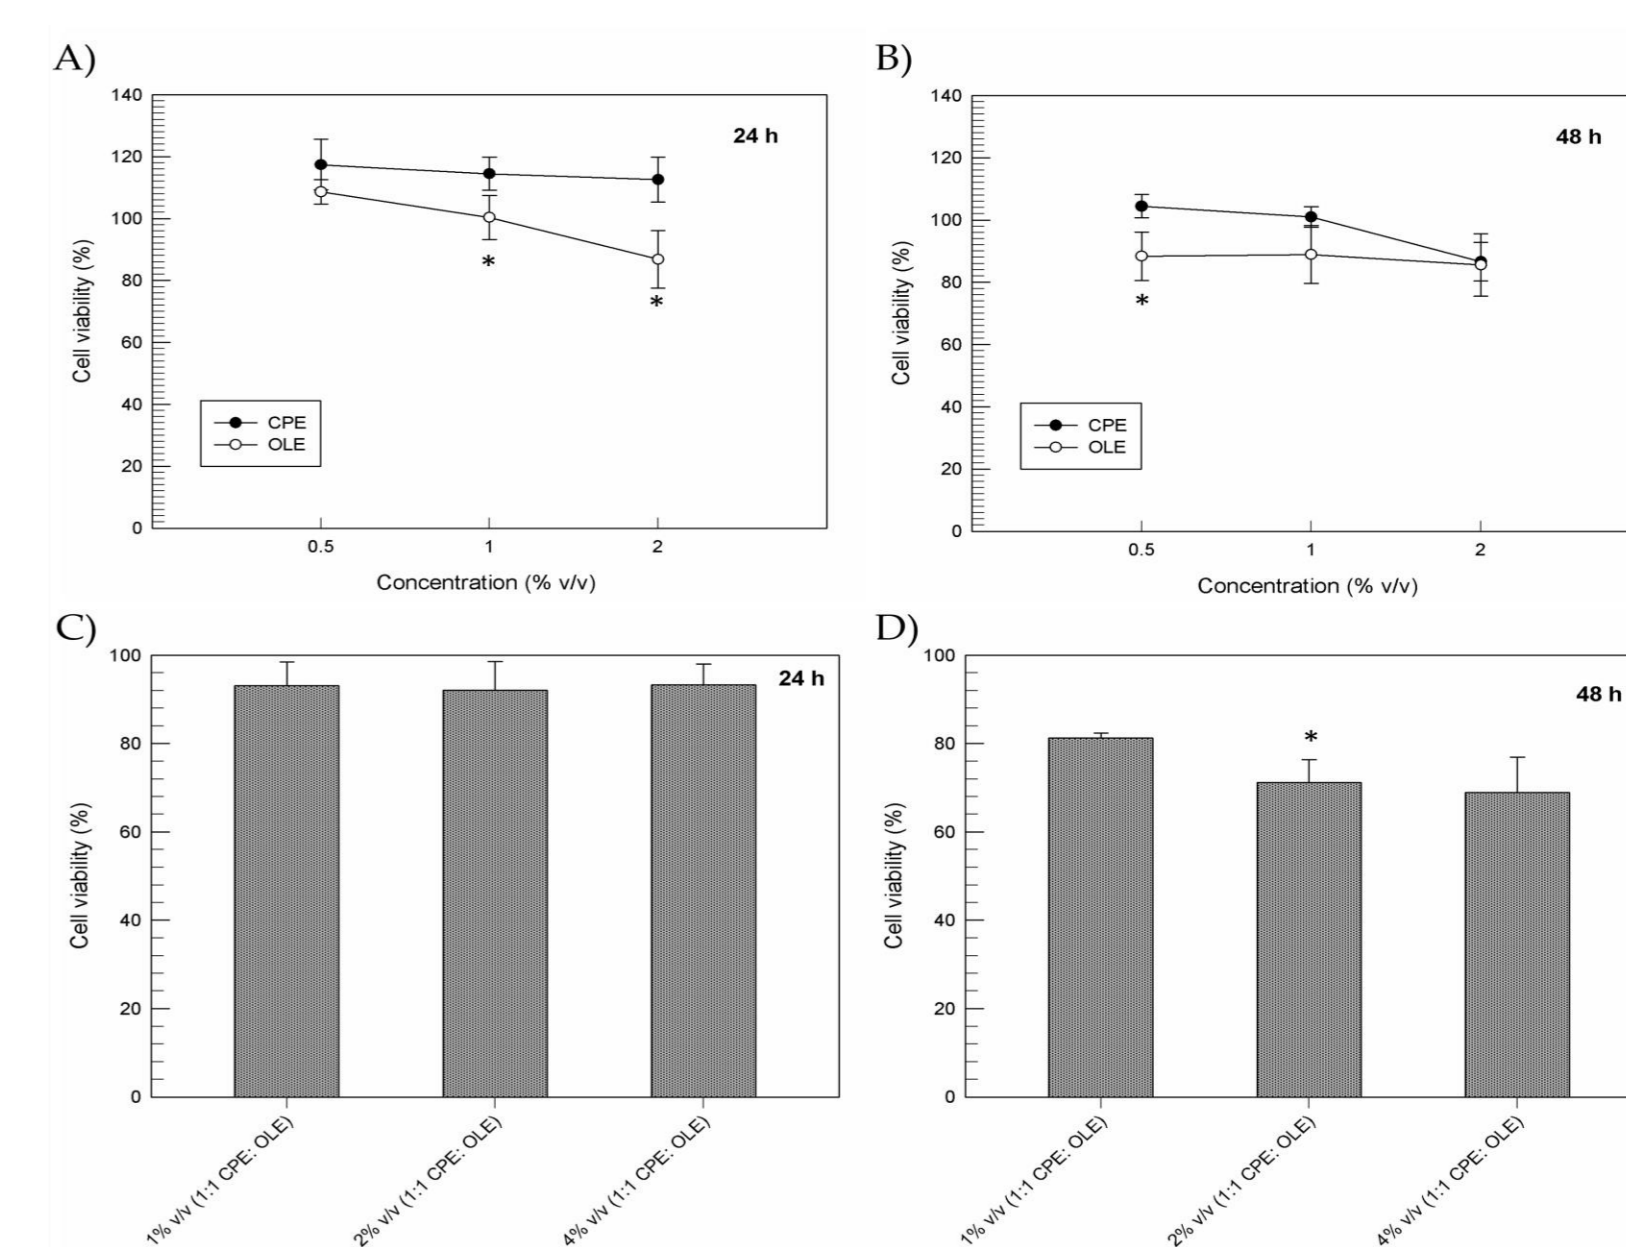 A)
140
120
100
80
60
40
20
0
Cell viability (%)
24 h
*
*
CPE
OLE
0.5
1
2
Concentration (% v/v)
B)
140
120
100
80
60
40
20
0
Cell viability (%)
48 h
*
CPE
OLE
0.5
1
2
Concentration (% v/v)
C)
100
80
60
40
20
0
Cell viability (%)
24 h
1% v/v (1:1 CPE: OLE)
2% v/v (1:1 CPE: OLE)
4% v/v (1:1 CPE: OLE)
D)
100
80
60
40
20
0
Cell viability (%)
48 h
*
1% v/v (1:1 CPE: OLE)
2% v/v (1:1 CPE: OLE)
4% v/v (1:1 CPE: OLE)